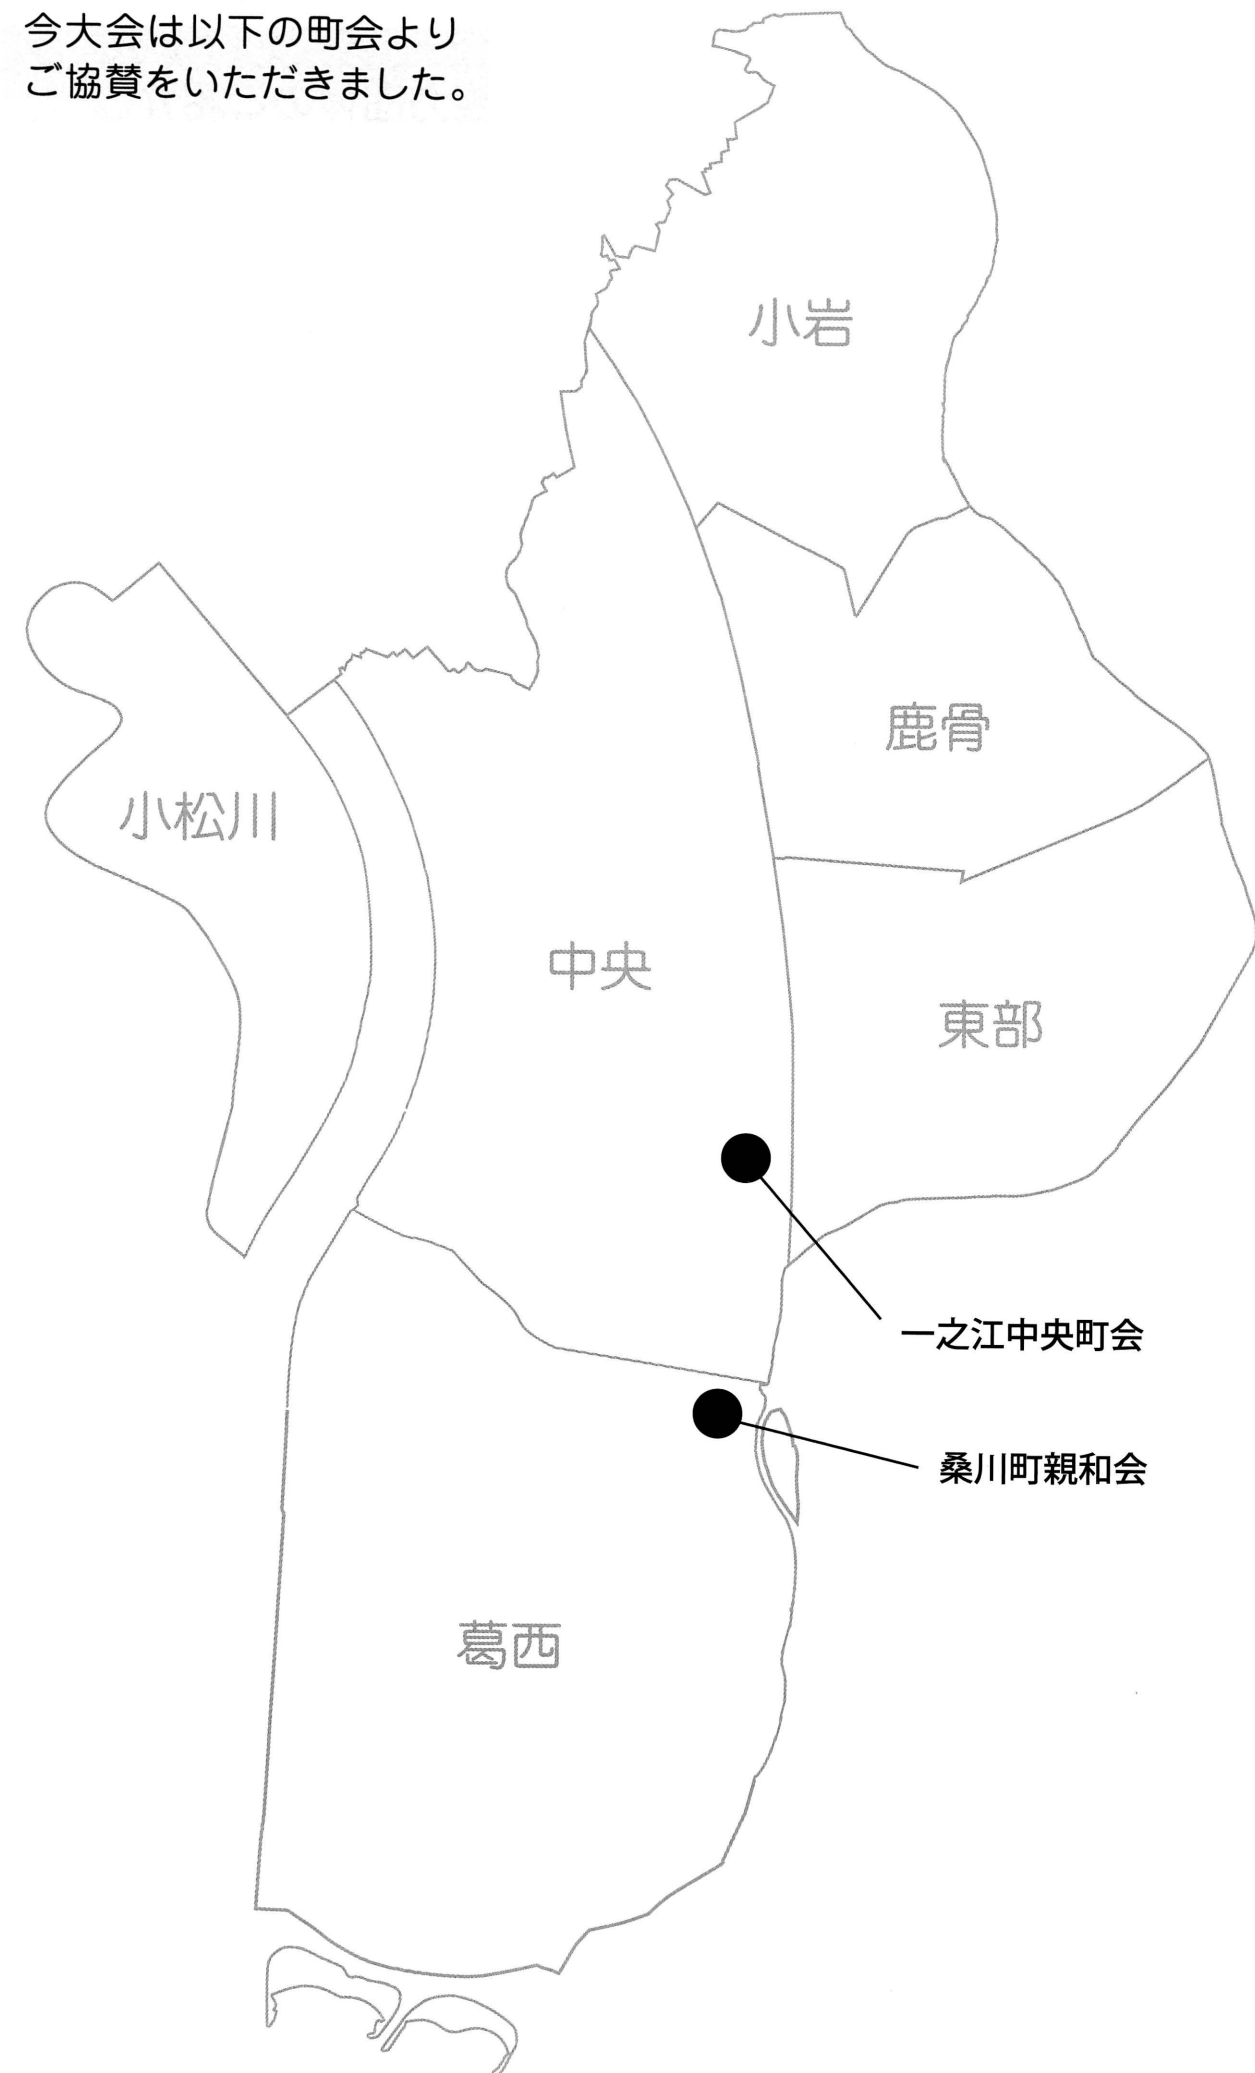 今大会は以下の町会より
ご協賛をいただきました。
小岩
鹿骨
小松川
中央
東部
一之江中央町会
桑川町親和会
葛西